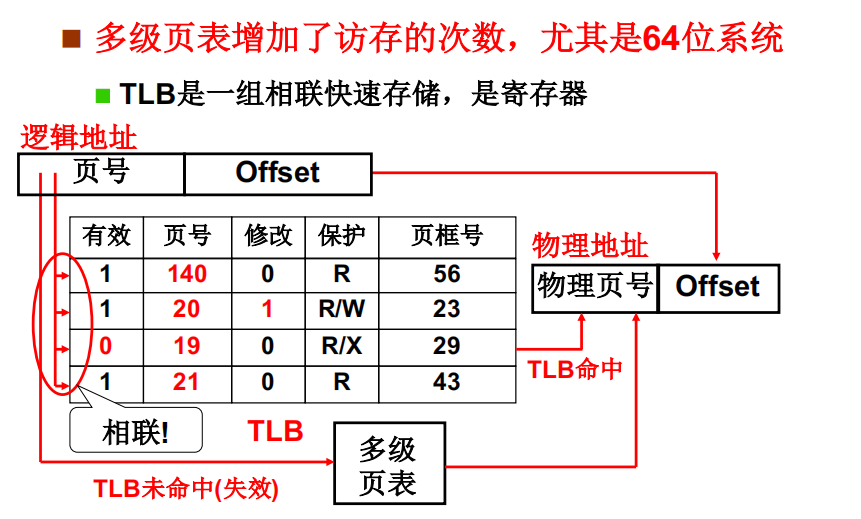 多级页表增加了访存的次数，尤其是64位系统
TLB是一组相联快速存储，是寄存器
逻辑地址
页号 Offset
有效 页号 修改 保护 页框号
1 140 0 R 56
1 20 1 R/W 23
0 19 0 R/X 29
1 21 0 R 43
物理地址
物理页号 Offset
TLB命中
相联!
TLB
多级
页表
TLB未命中(失效)